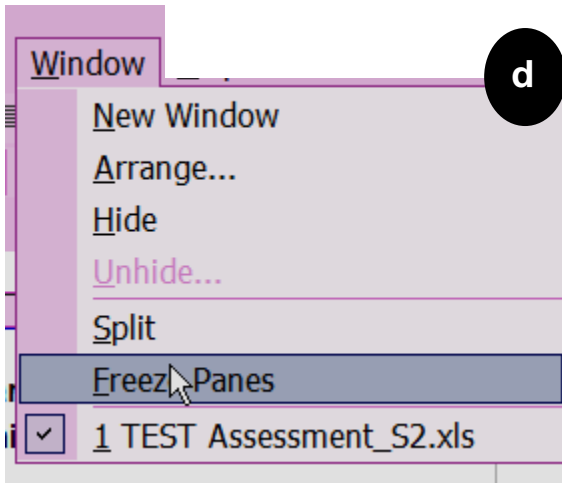 Window
d
New Window
Arrange...
Hide
Unhide...
Split
Freeze Panes
1 TEST Assessment_S2.xls